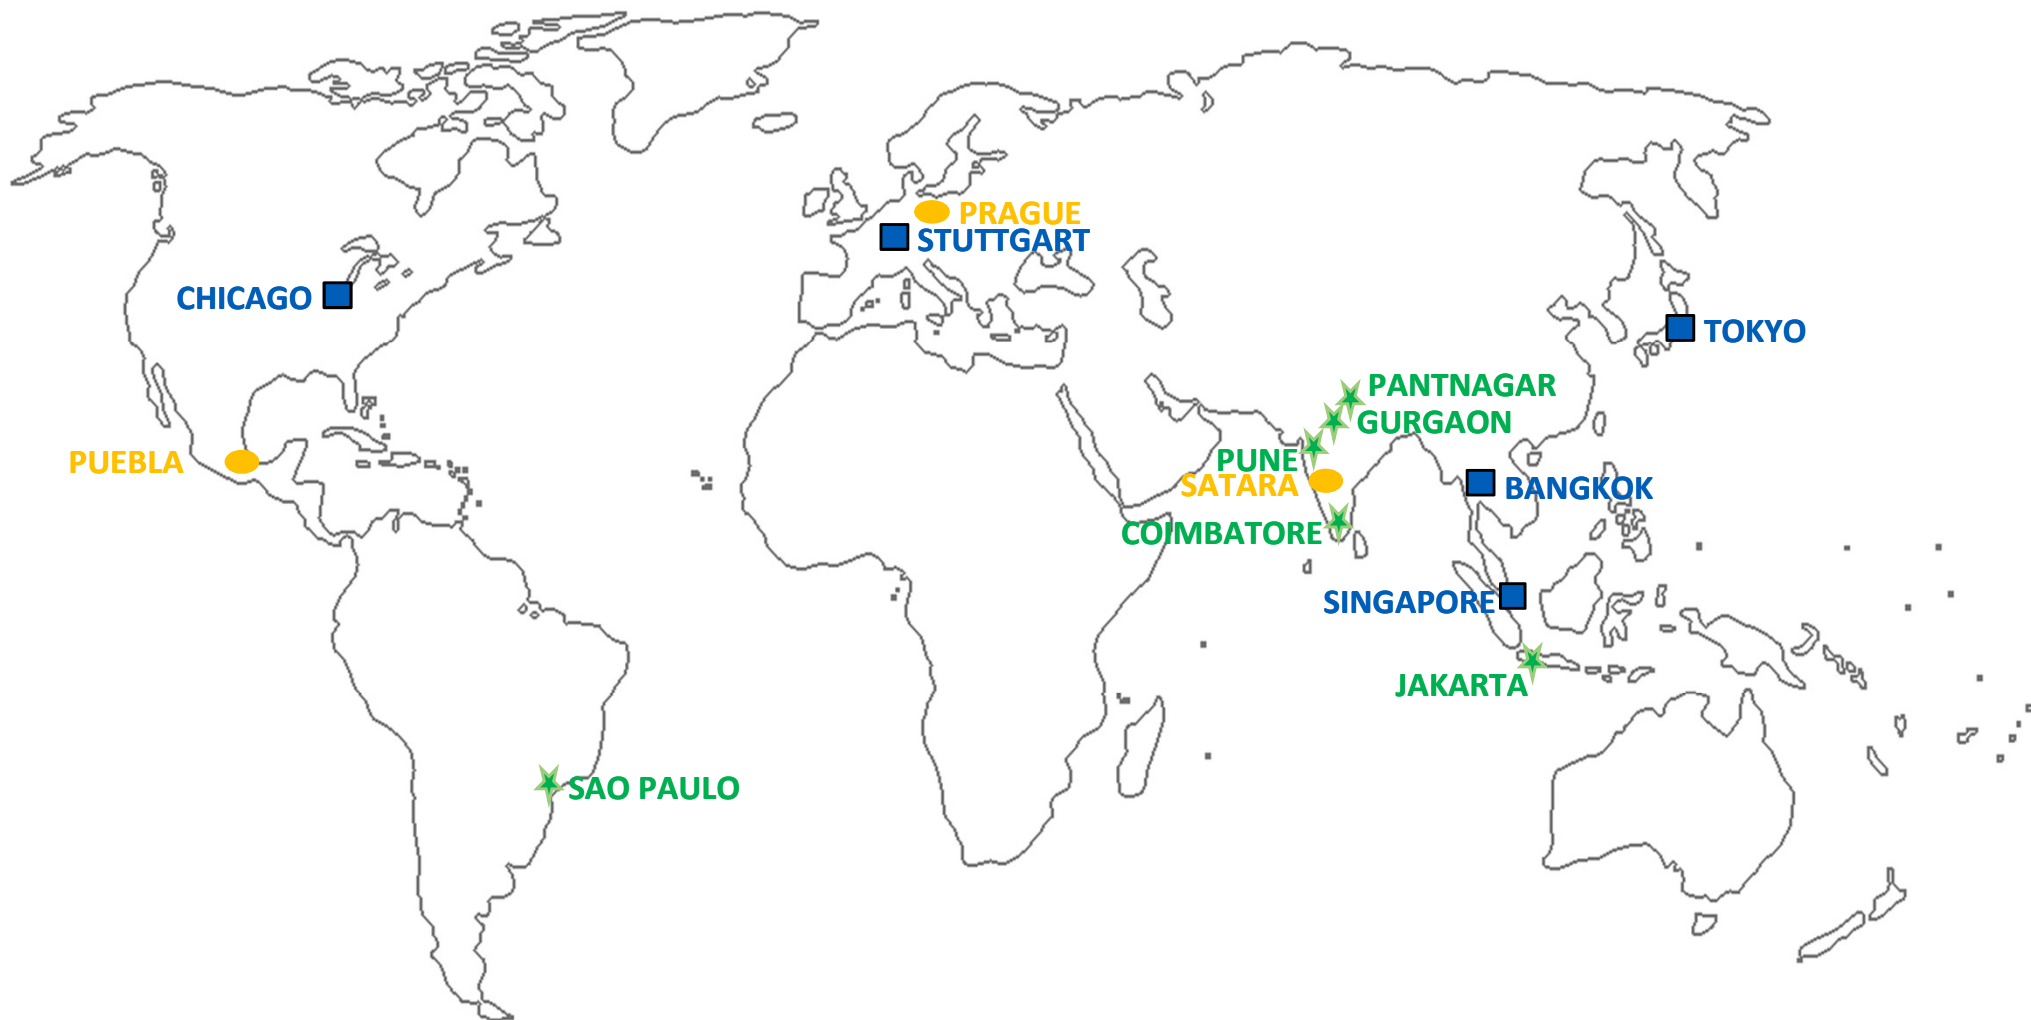 PRAGUE
STUTTGART
CHICAGO
TOKYO
PANTNAGAR
GURGAON
PUNE
PUEBLA
SATARA
BANGKOK
COIMBATORE
SINGAPORE
JAKARTA
SAO PAULO